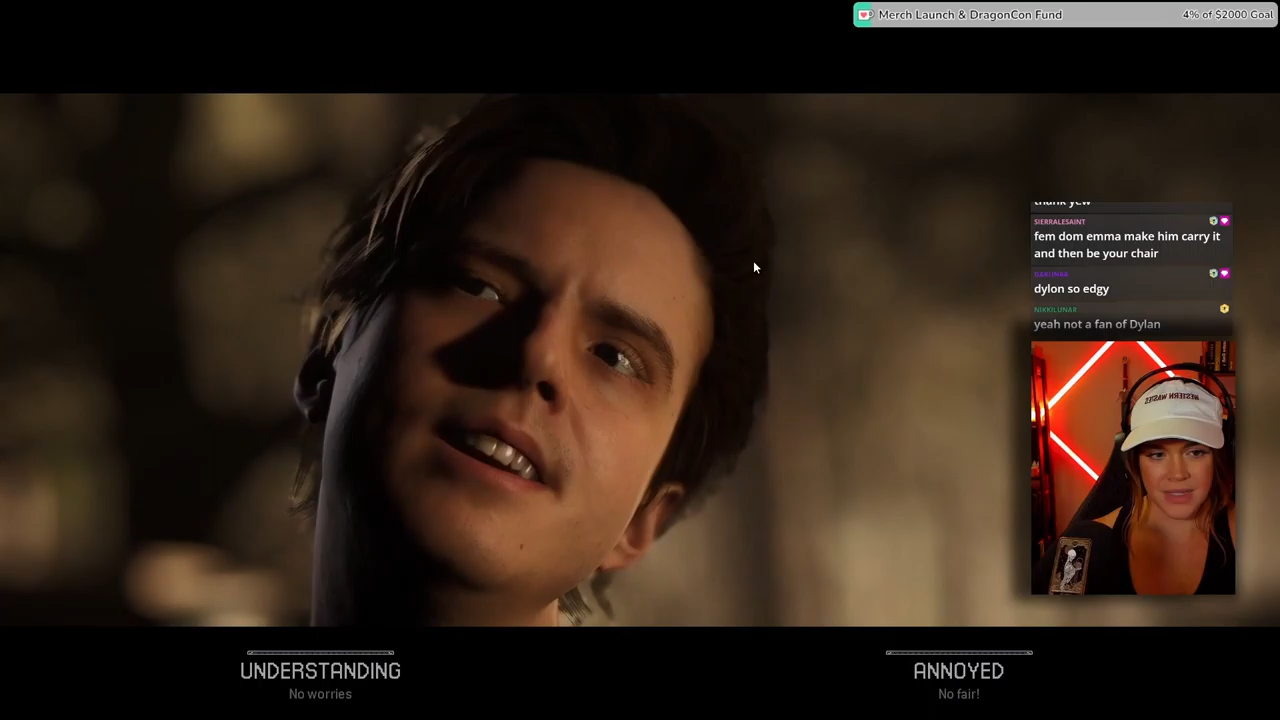 Merch Launch & DragonCon Fund
4% of $2000 Goal
thank yew
SIERRALESAINT
fem dom emma make him carry it
and then be your chair
dylon so edgy
NIKKILUNAR
yeah not a fan of Dylan
WESTERN WASTES
UNDERSTANDING
No worries
ANNOYED
No fair!